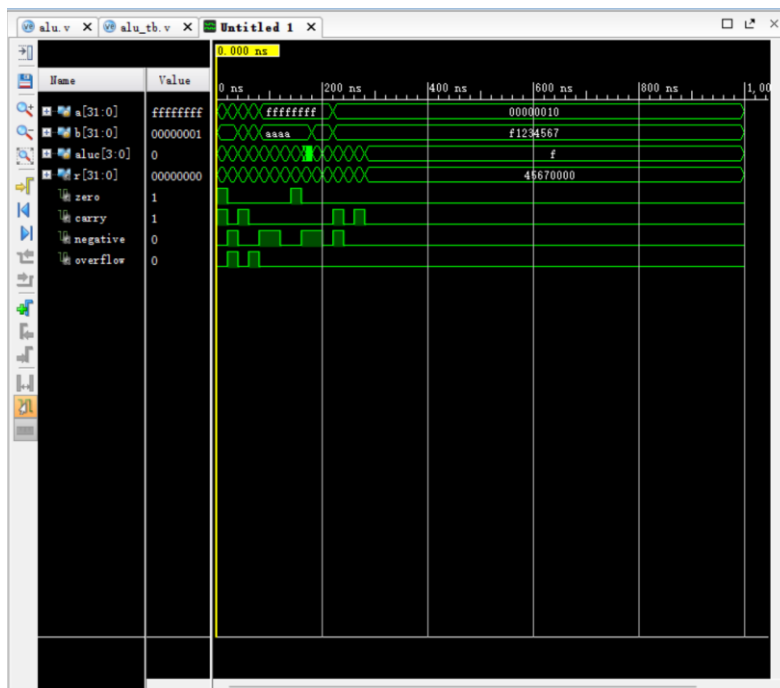 alu.v X alu_tb.v X Untitled 1 X
0.000 ns
Name Value
0 ns 200 ns 400 ns 600 ns 800 ns 1,00
a[31:0] ffffffff ffffffff 00000010
b[31:0] 00000001 aaaa f1234567
aluc[3:0] 0 f
r[31:0] 00000000 45670000
zero 1
carry 1
negative 0
overflow 0